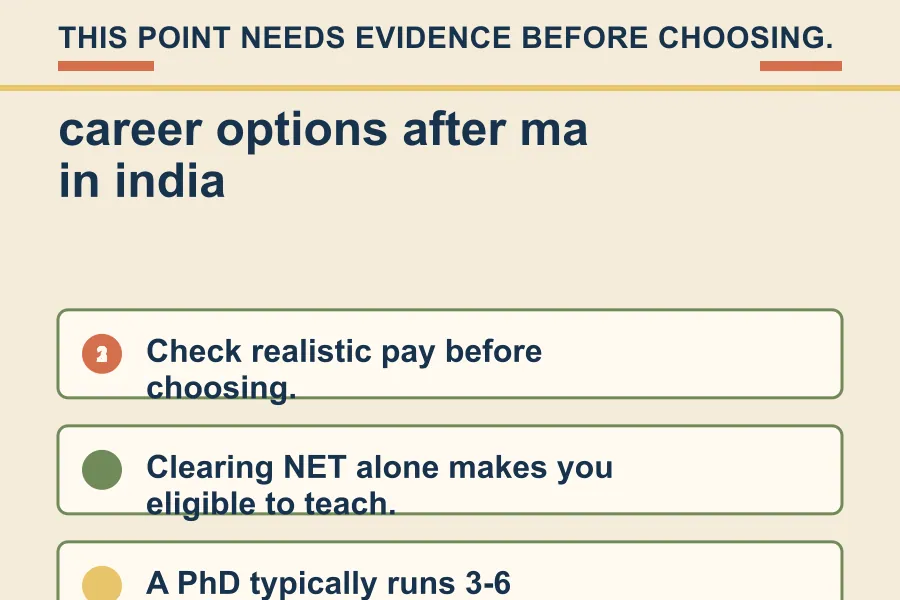 THIS POINT NEEDS EVIDENCE BEFORE CHOOSING.
career options after ma
in india
Check realistic pay before
choosing.
Clearing NET alone makes you
eligible to teach.
A PhD typically runs 3-6